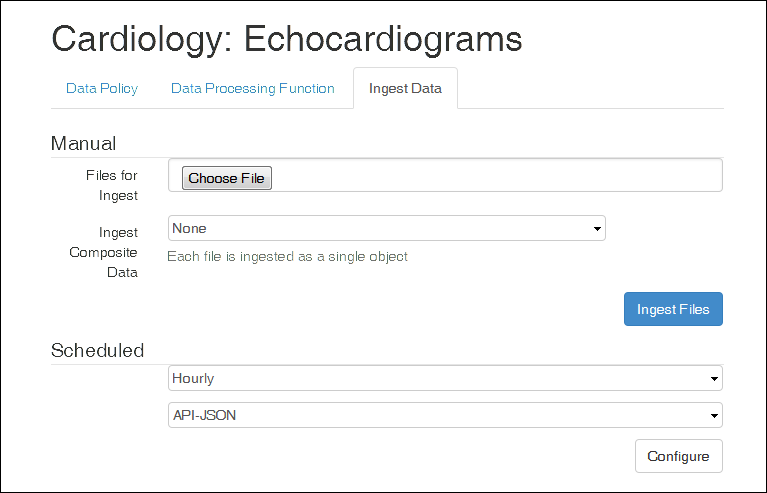 Cardiology: Echocardiograms
Data Policy Data Processing Function Ingest Data
Manual
Files for
Ingest
Choose File
Ingest
Composite
Data
None
Each file is ingested as a single object
Ingest Files
Scheduled
Hourly
API-JSON
Configure